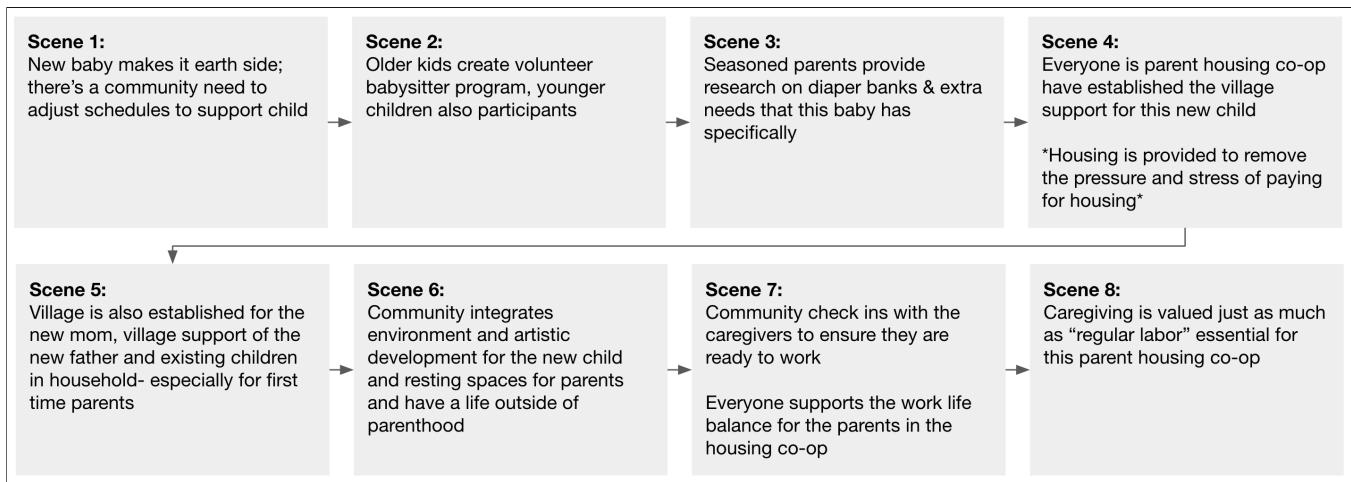 Scene 1:
New baby makes it earth side;
there's a community need to
adjust schedules to support child
Scene 2:
Older kids create volunteer
babysitter program, younger
children also participants
Scene 3:
Seasoned parents provide
research on diaper banks & extra
needs that this baby has
specifically
Scene 4:
Everyone is parent housing co-op
have established the village
support for this new child
*Housing is provided to remove
the pressure and stress of paying
for housing*
Scene 5:
Village is also established for the
new mom, village support of the
new father and existing children
in household- especially for first
time parents
Scene 6:
Community integrates
environment and artistic
development for the new child
and resting spaces for parents
and have a life outside of
parenthood
Scene 7:
Community check ins with the
caregivers to ensure they are
ready to work
Everyone supports the work life
balance for the parents in the
housing co-op
Scene 8:
Caregiving is valued just as much
as “regular labor” essential for
this parent housing co-op